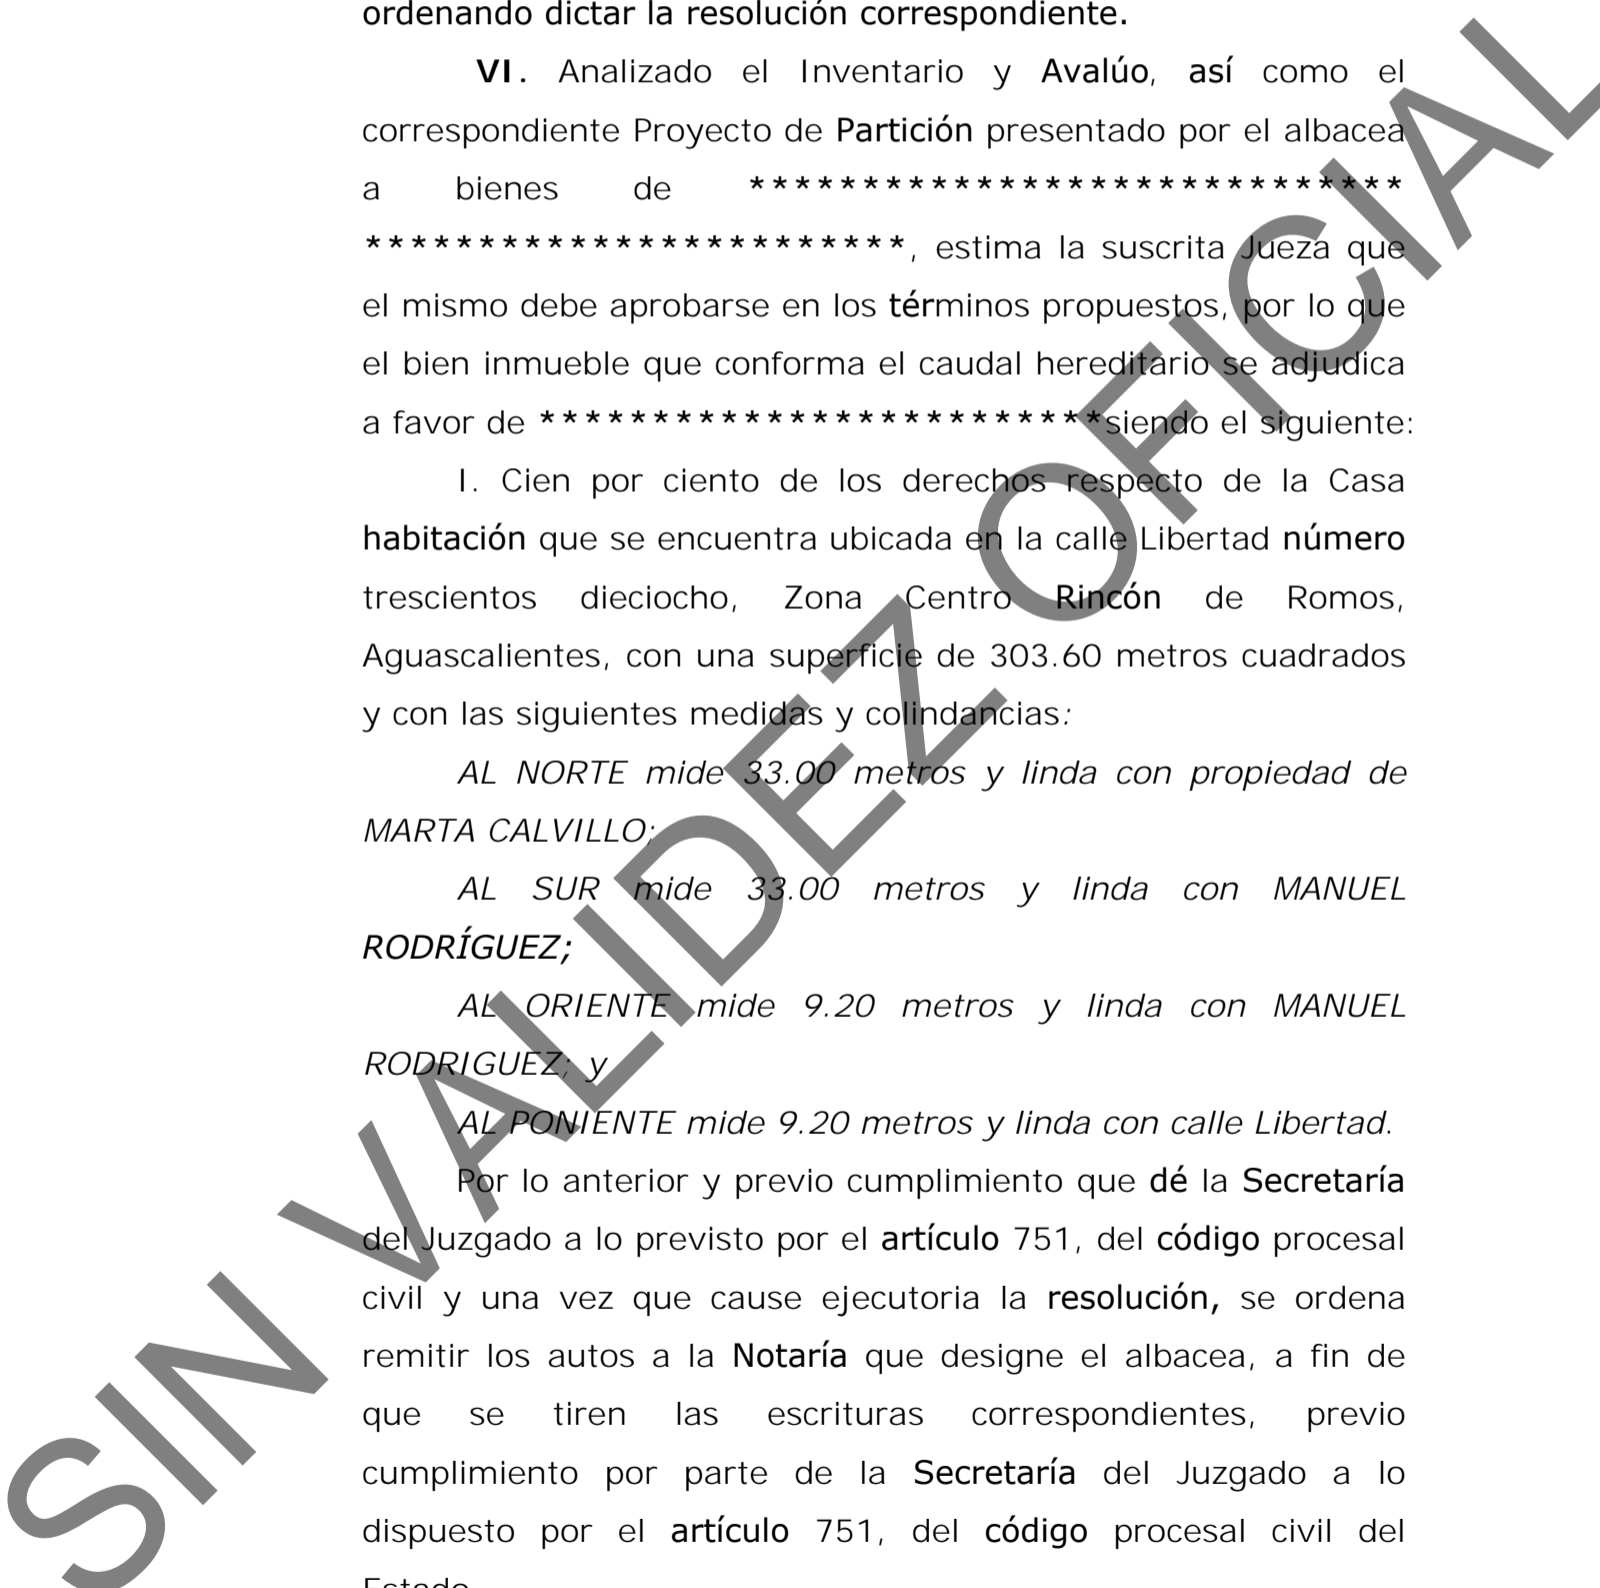 ordenando dictar la resolución correspondiente.
VI. Analizado el Inventario y Avalúo, así como el
correspondiente Proyecto de Partición presentado por el albacea
a bienes de *****************************
************************, estima la suscrita Jueza que
el mismo debe aprobarse en los términos propuestos, por lo que
el bien inmueble que conforma el caudal hereditario se adjudica
a favor de *************************siendo el siguiente:
I. Cien por ciento de los derechos respecto de la Casa
habitación que se encuentra ubicada en la calle Libertad número
trescientos dieciocho, Zona Centro Rincón de Romos,
Aguascalientes, con una superficie de 303.60 metros cuadrados
y con las siguientes medidas y colindancias:
AL NORTE mide 33.00 metros y linda con propiedad de
MARTA CALVILLO;
AL SUR mide 33.00 metros y linda con MANUEL
RODRÍGUEZ;
AL ORIENTE mide 9.20 metros y linda con MANUEL
RODRIGUEZ; y
AL PONIENTE mide 9.20 metros y linda con calle Libertad.
Por lo anterior y previo cumplimiento que dé la Secretaría
del Juzgado a lo previsto por el artículo 751, del código procesal
civil y una vez que cause ejecutoria la resolución, se ordena
remitir los autos a la Notaría que designe el albacea, a fin de
que se tiren las escrituras correspondientes, previo
cumplimiento por parte de la Secretaría del Juzgado a lo
dispuesto por el artículo 751, del código procesal civil del
Estado
SIN VALIDEZ OFICIAL